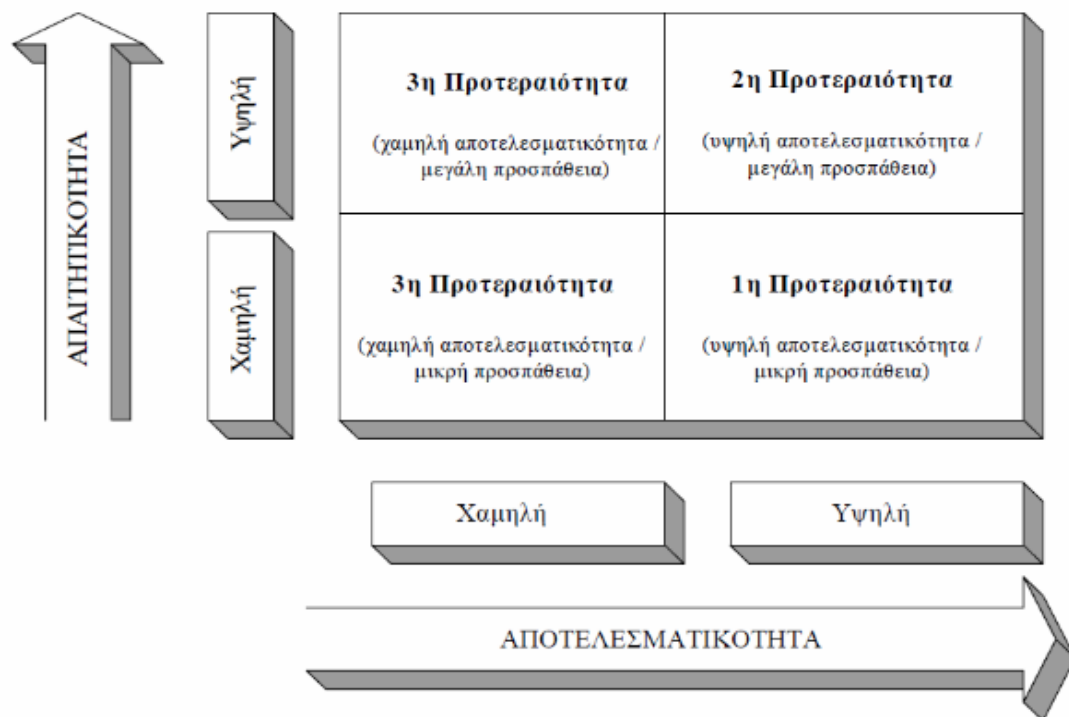 ΑΠΑΙΤΗΤΙΚΟΤΗΤΑ
Υψηλή
Χαμηλή
3η Προτεραιότητα
(χαμηλή αποτελεσματικότητα /
μεγάλη προσπάθεια)
2η Προτεραιότητα
(υψηλή αποτελεσματικότητα /
μεγάλη προσπάθεια)
3η Προτεραιότητα
(χαμηλή αποτελεσματικότητα /
μικρή προσπάθεια)
1η Προτεραιότητα
(υψηλή αποτελεσματικότητα /
μικρή προσπάθεια)
Χαμηλή
Υψηλή
ΑΠΟΤΕΛΕΣΜΑΤΙΚΟΤΗΤΑ